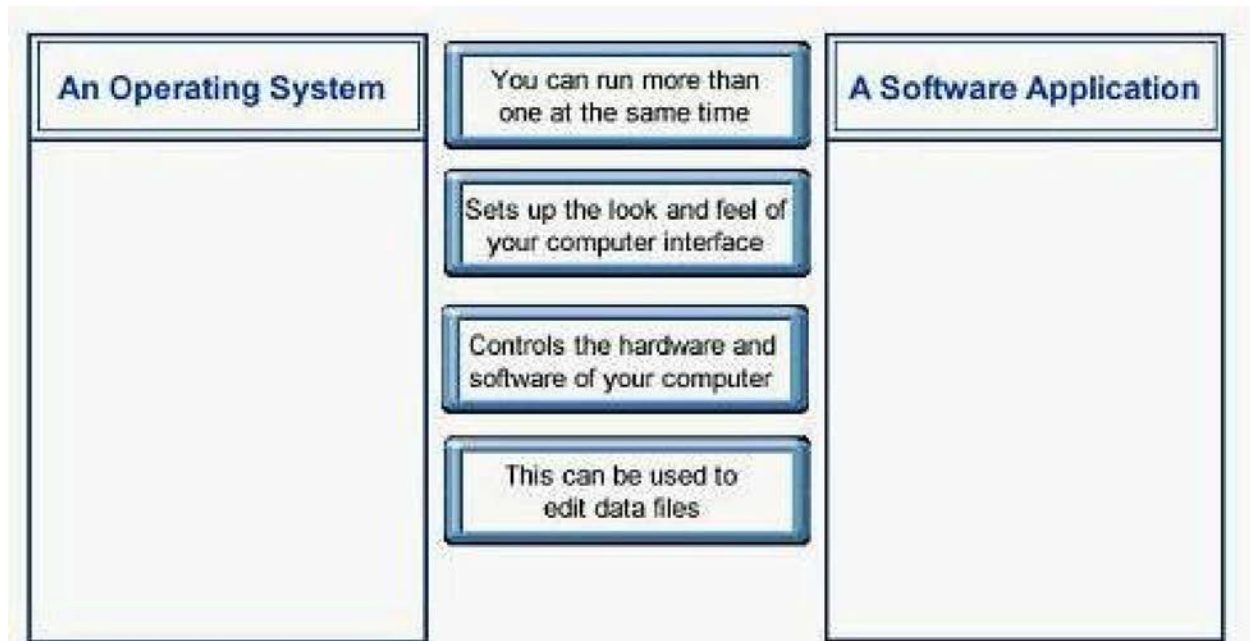 An Operating System
You can run more than
one at the same time
A Software Application
Sets up the look and feel of
your computer interface
Controls the hardware and
software of your computer
This can be used to
edit data files